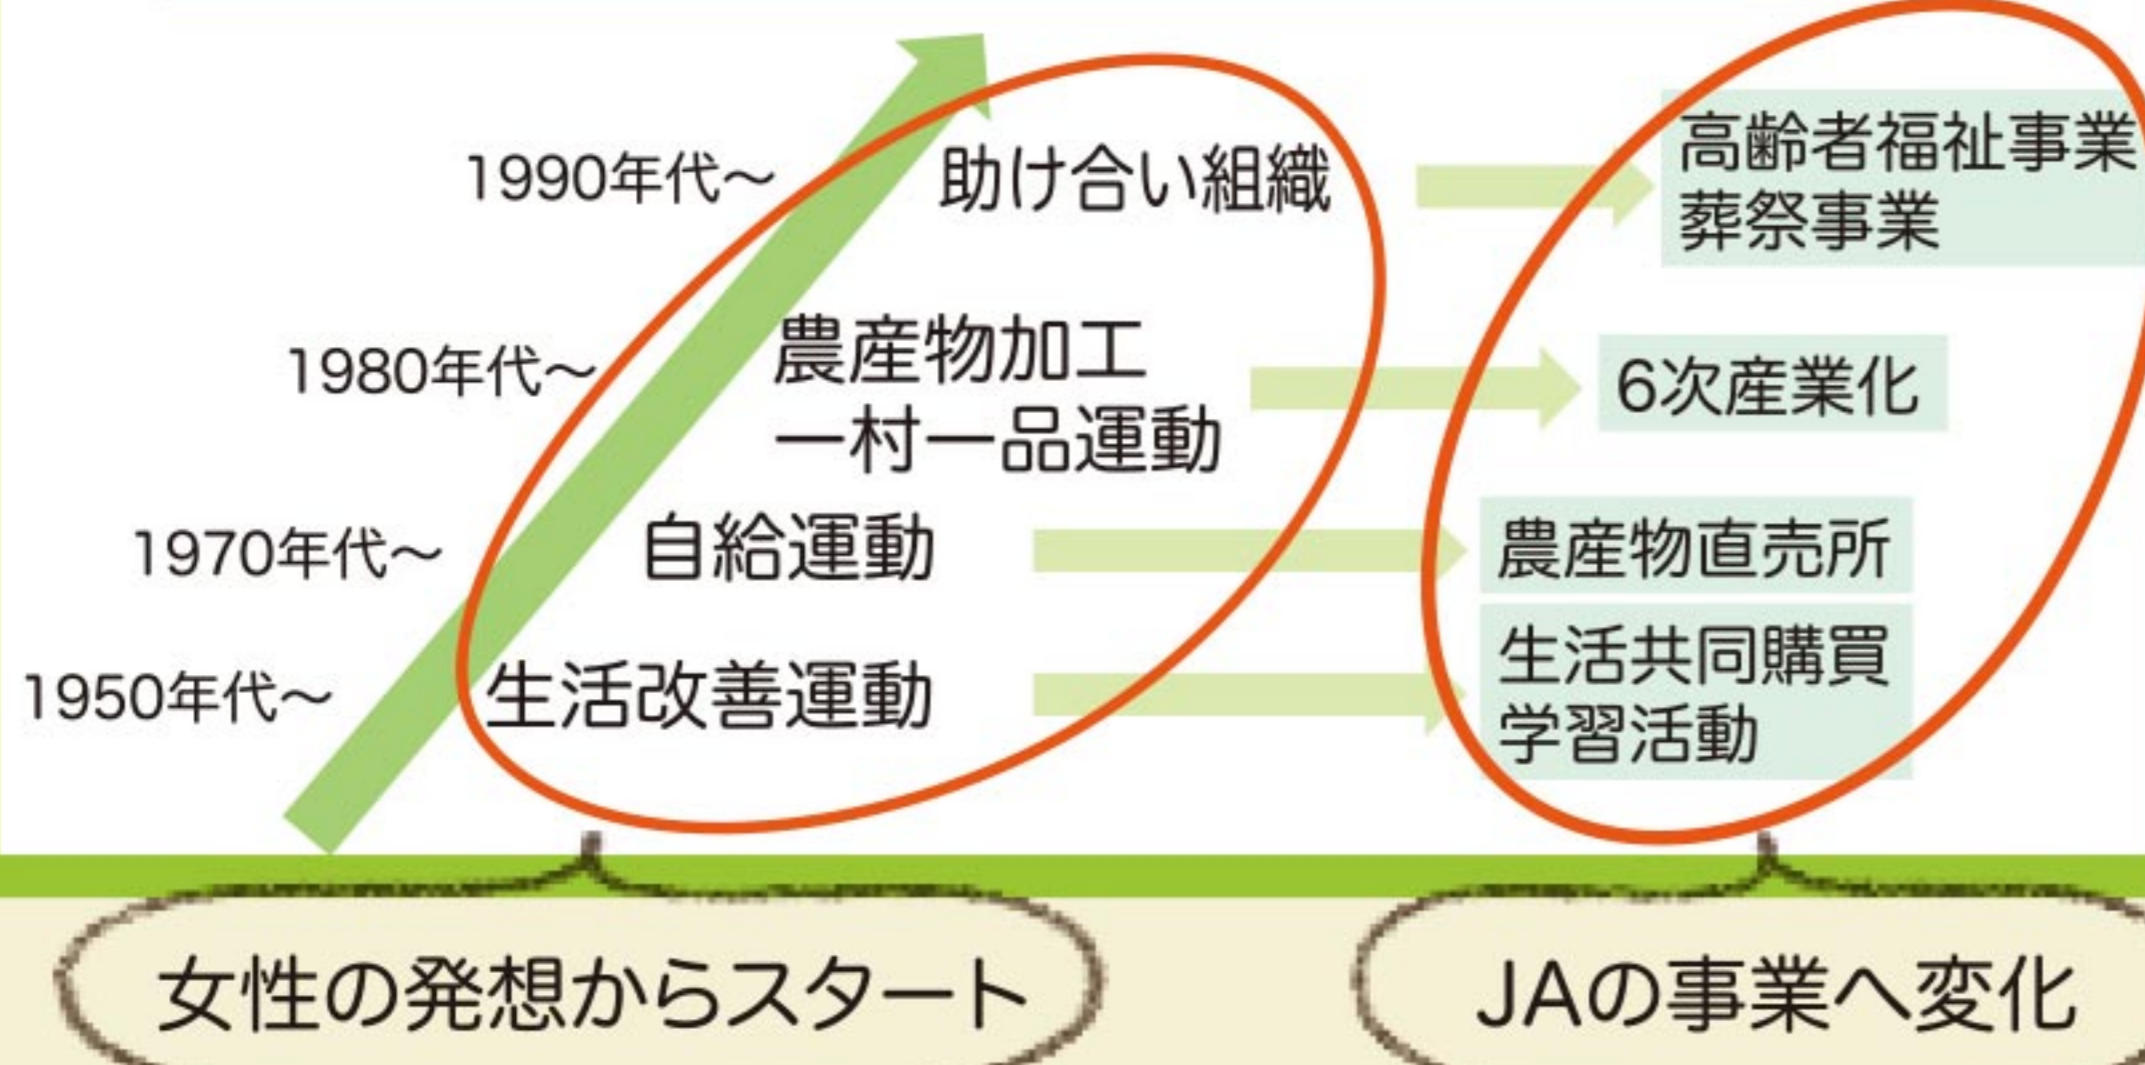 1990年代～
助け合い組織
高齢者福祉事業
葬祭事業
1980年代～
農産物加工
一村一品運動
6次産業化
1970年代～
自給運動
農産物直売所
1950年代～
生活改善運動
生活共同購買
学習活動
女性の発想からスタート
JAの事業へ変化